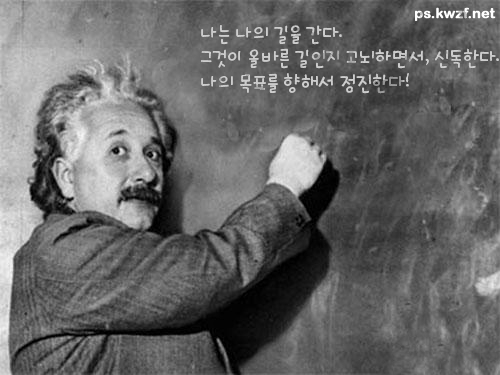 ps.kwzf.net
나는 나의 길을 간다.
그것이 올바른 길인지 고뇌하면서, 신독한다.
나의 목표를 향해서 정진한다!